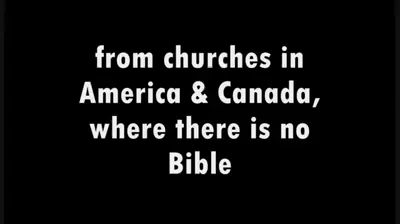 from churches in
America & Canada,
where there is no
Bible